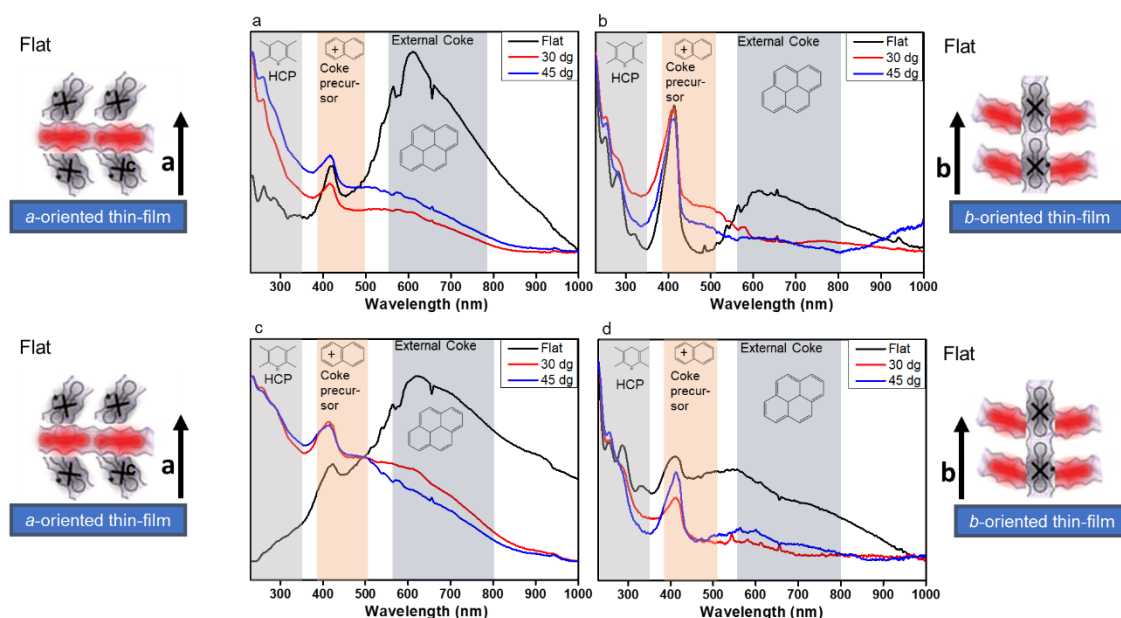 Flat
a
c
a-oriented thin-film
a
HCP
+
Coke
precur-
sor
External Coke
Flat
30 dg
45 dg
300 400 500 600 700 800 900 1000
Wavelength (nm)
b
HCP
+
Coke
precur-
sor
External Coke
Flat
30 dg
45 dg
300 400 500 600 700 800 900 1000
Wavelength (nm)
Flat
b
b-oriented thin-film
Flat
a
c
a-oriented thin-film
c
HCP
+
Coke
precur-
sor
External Coke
Flat
30 dg
45 dg
300 400 500 600 700 800 900 1000
Wavelength (nm)
d
HCP
+
Coke
precur-
sor
External Coke
Flat
30 dg
45 dg
300 400 500 600 700 800 900 1000
Wavelength (nm)
Flat
b
b-oriented thin-film